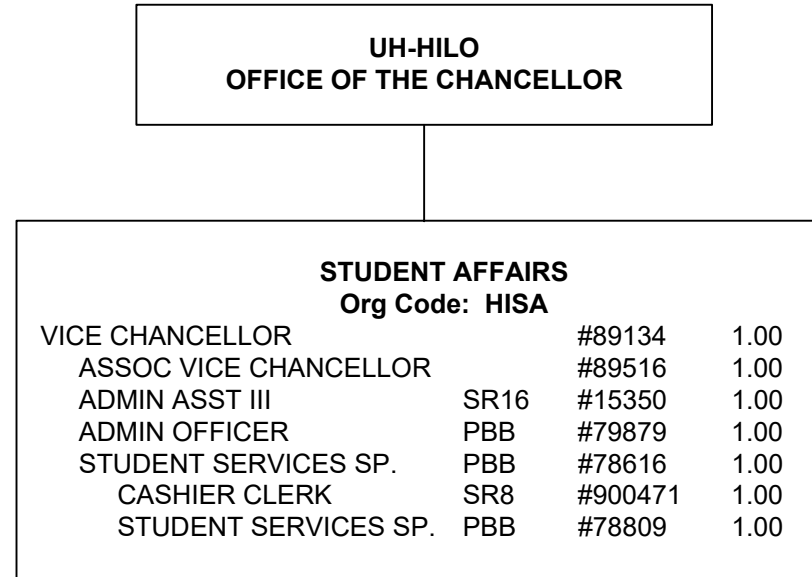 UH-HILO
OFFICE OF THE CHANCELLOR
STUDENT AFFAIRS
Org Code: HISA
VICE CHANCELLOR #89134 1.00
ASSOC VICE CHANCELLOR #89516 1.00
ADMIN ASST III SR16 #15350 1.00
ADMIN OFFICER PBB #79879 1.00
STUDENT SERVICES SP. PBB #78616 1.00
CASHIER CLERK SR8 #900471 1.00
STUDENT SERVICES SP. PBB #78809 1.00